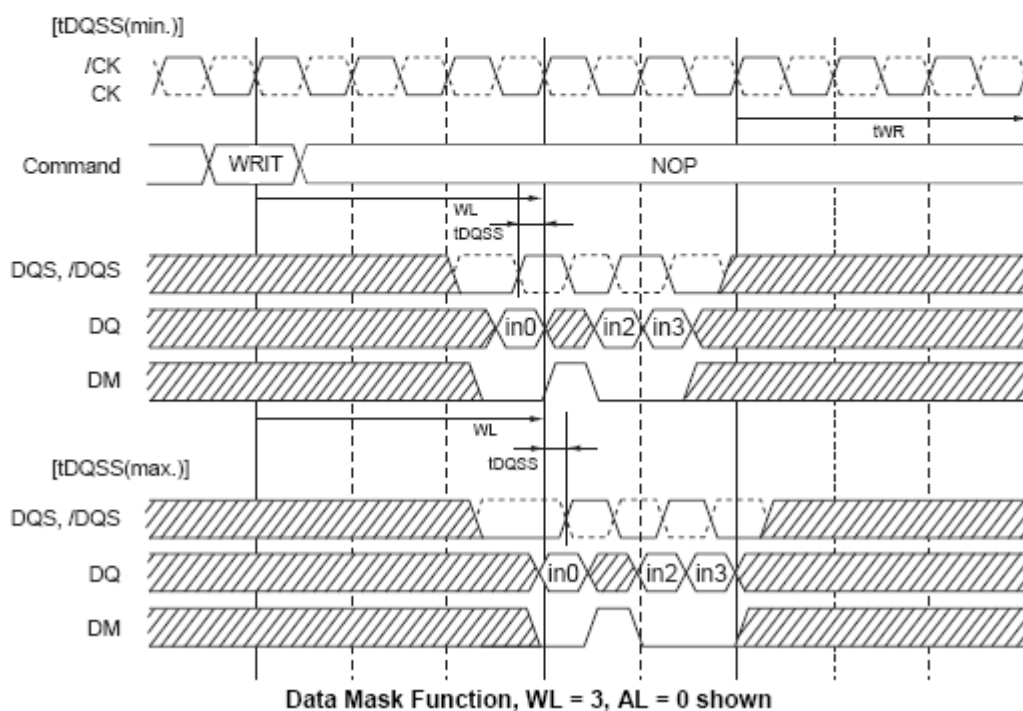 [tDQSS(min.)]
/CK
CK
tWR
Command WRIT NOP
WL
tDQSS
DQS, /DQS
DQ in0 in2 in3
DM
WL
tDQSS
[tDQSS(max.)]
DQS, /DQS
DQ in0 in2 in3
DM
Data Mask Function, WL = 3, AL = 0 shown